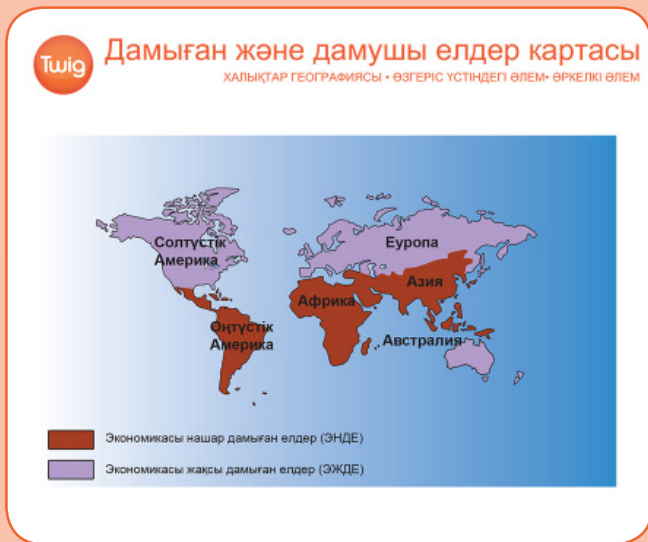 Twig
Дамыған және дамушы елдер картасы
ХАЛЫҚТАР ГЕОГРАФИЯСЫ • ӨЗГЕРІС ҮСТІНДЕГІ ӘЛЕМ• ӘРКЕЛКІ ӘЛЕМ
Солтүстік
Америка
Еуропа
Азия
Африка
Оңтүстік
Америка
Австралия
Экономикасы нашар дамыған елдер (ЭНДЕ)
Экономикасы жақсы дамыған елдер (ЭЖДЕ)